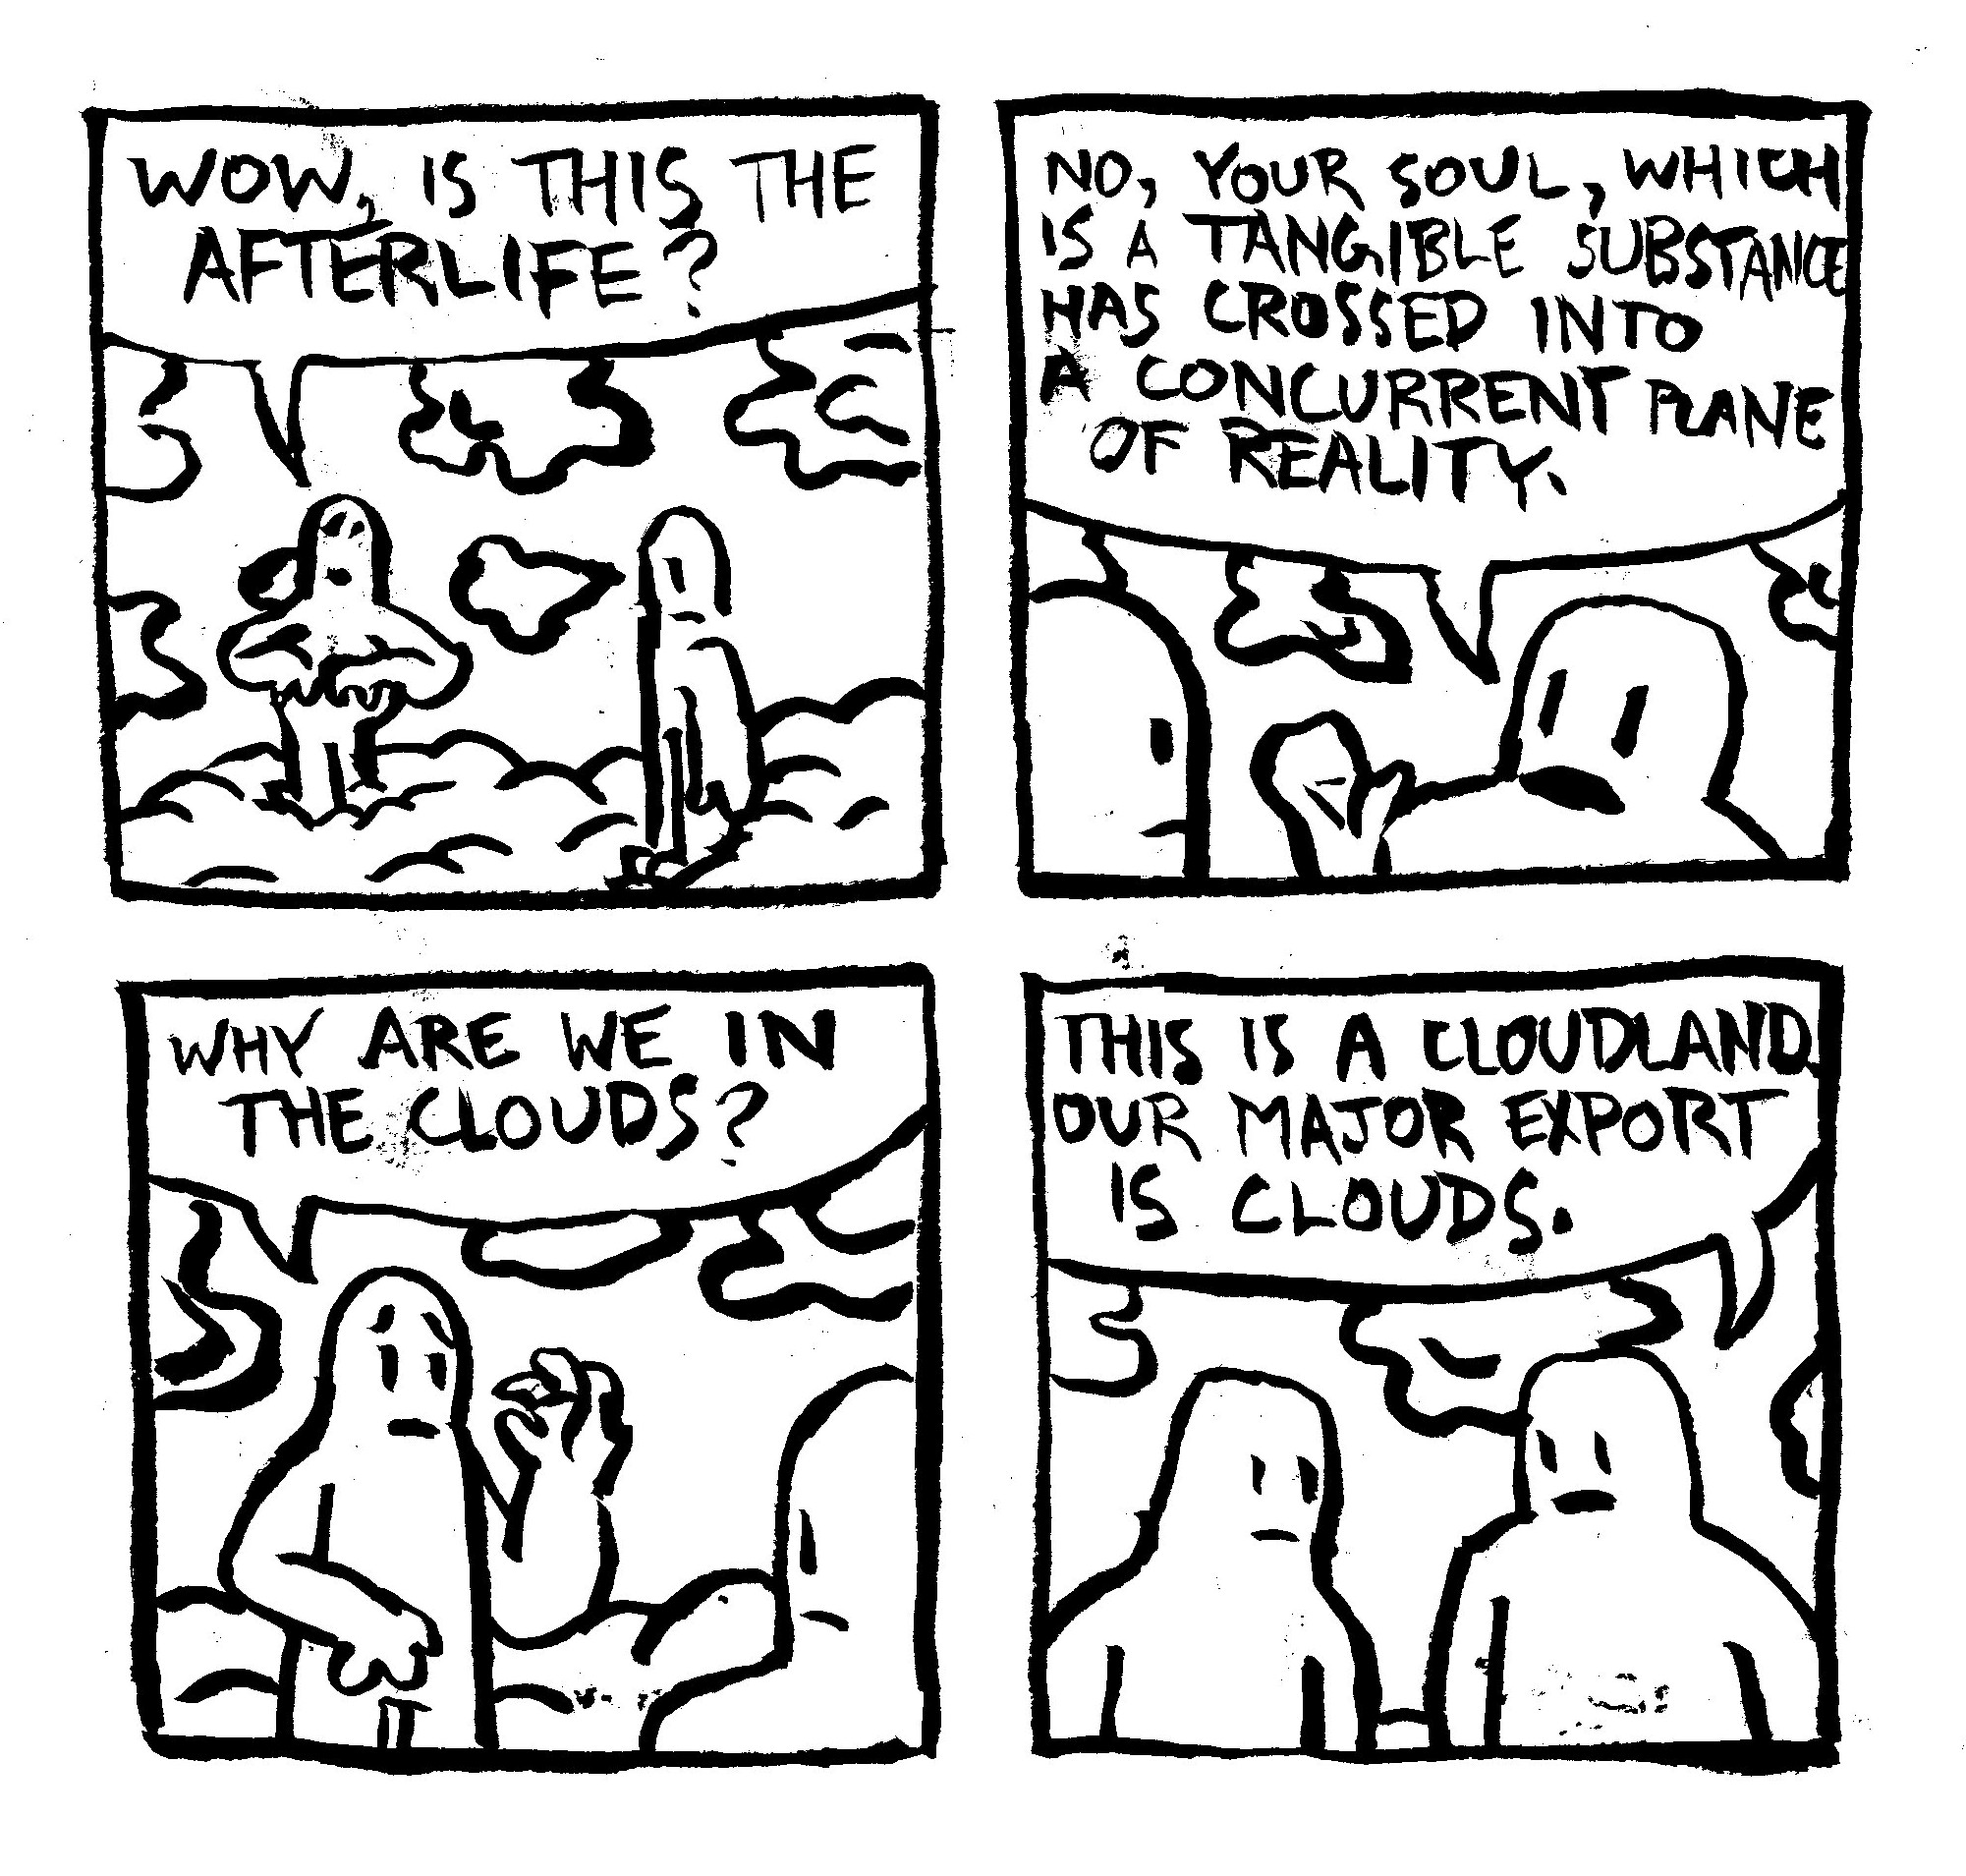 WOW, IS THIS THE
AFTERLIFE?
NO, YOUR SOUL, WHICH
IS A TANGIBLE SUBSTANCE
HAS CROSSED INTO
A CONCURRENT PLANE
OF REALITY.
WHY ARE WE IN
THE CLOUDS?
THIS IS A CLOUDLAND.
OUR MAJOR EXPORT
IS CLOUDS.